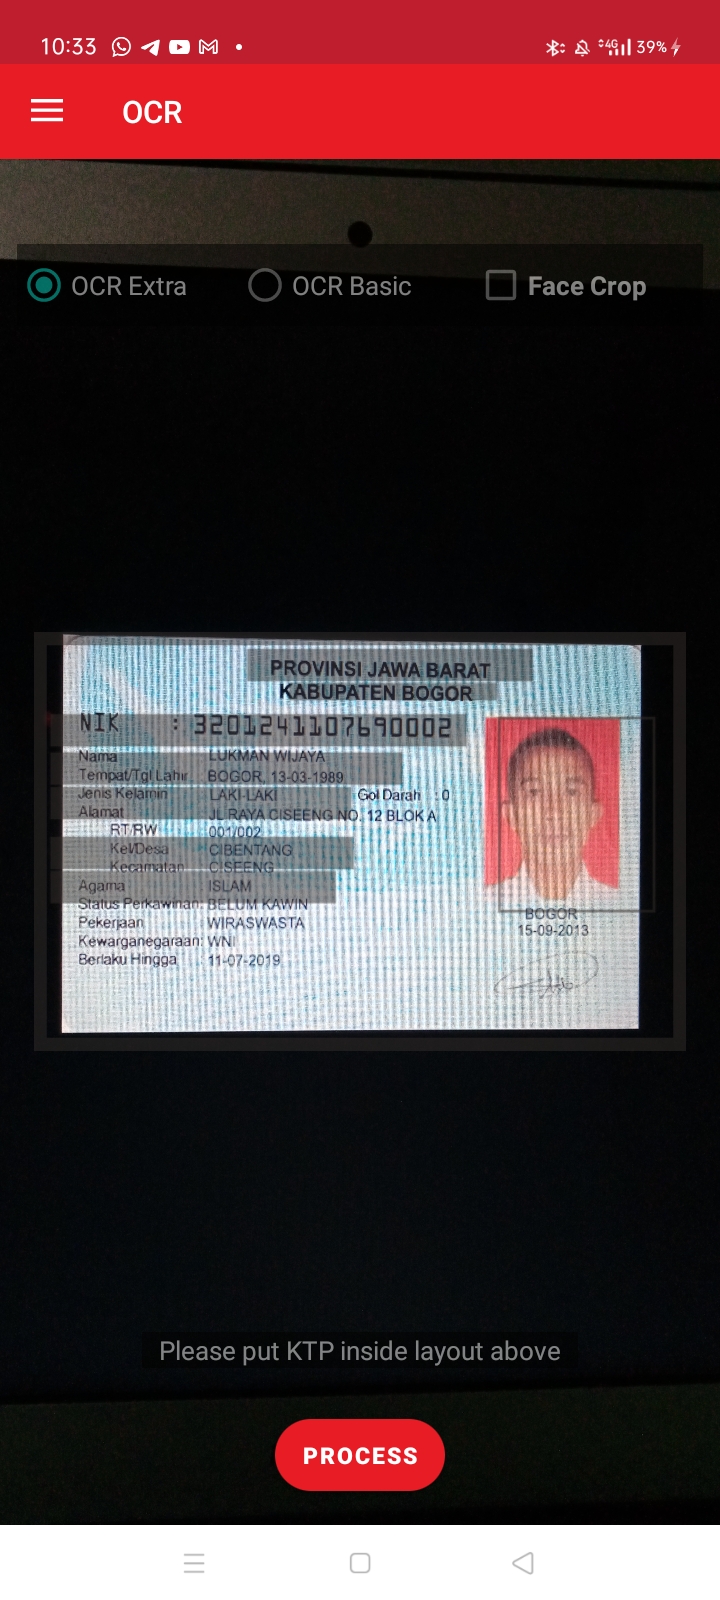 10:33 39%
OCR
OCR Extra OCR Basic Face Crop
PROVINSI JAWA BARAT
KABUPATEN BOGOR
NIK : 3201241107690002
Nama LUKMAN WIJAYA
Tempat/Tgl Lahir BOGOR, 13-03-1989
Jenis Kelamin LAKI-LAKI Gol Darah : 0
Alamat JL RAYA CISEENG NO. 12 BLOK A
RT/RW 001/002
Kel/Desa CIBENTANG
Kecamatan CISEENG
Agama ISLAM
Status Perkawinan: BELUM KAWIN
Pekerjaan WIRASWASTA
Kewarganegaraan: WNI
Berlaku Hingga : 11-07-2019
BOGOR
15-09-2013
Please put KTP inside layout above
PROCESS